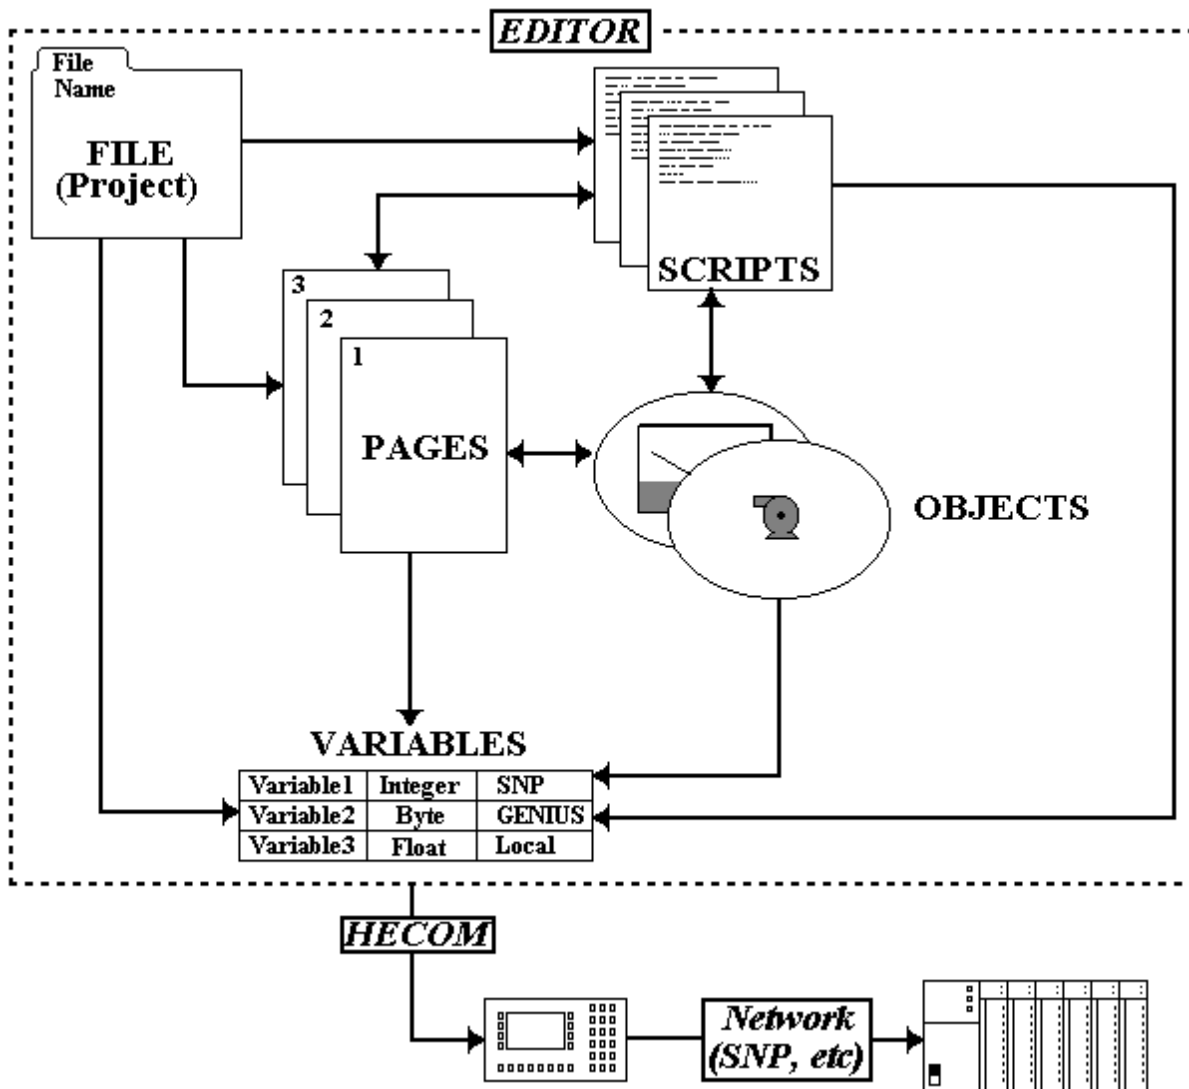 EDITOR
File
Name
FILE
(Project)
SCRIPTS
3
2
1
PAGES
OBJECTS
VARIABLES
Variable1 Integer SNP
Variable2 Byte GENIUS
Variable3 Float Local
HECOM
Network
(SNP, etc)